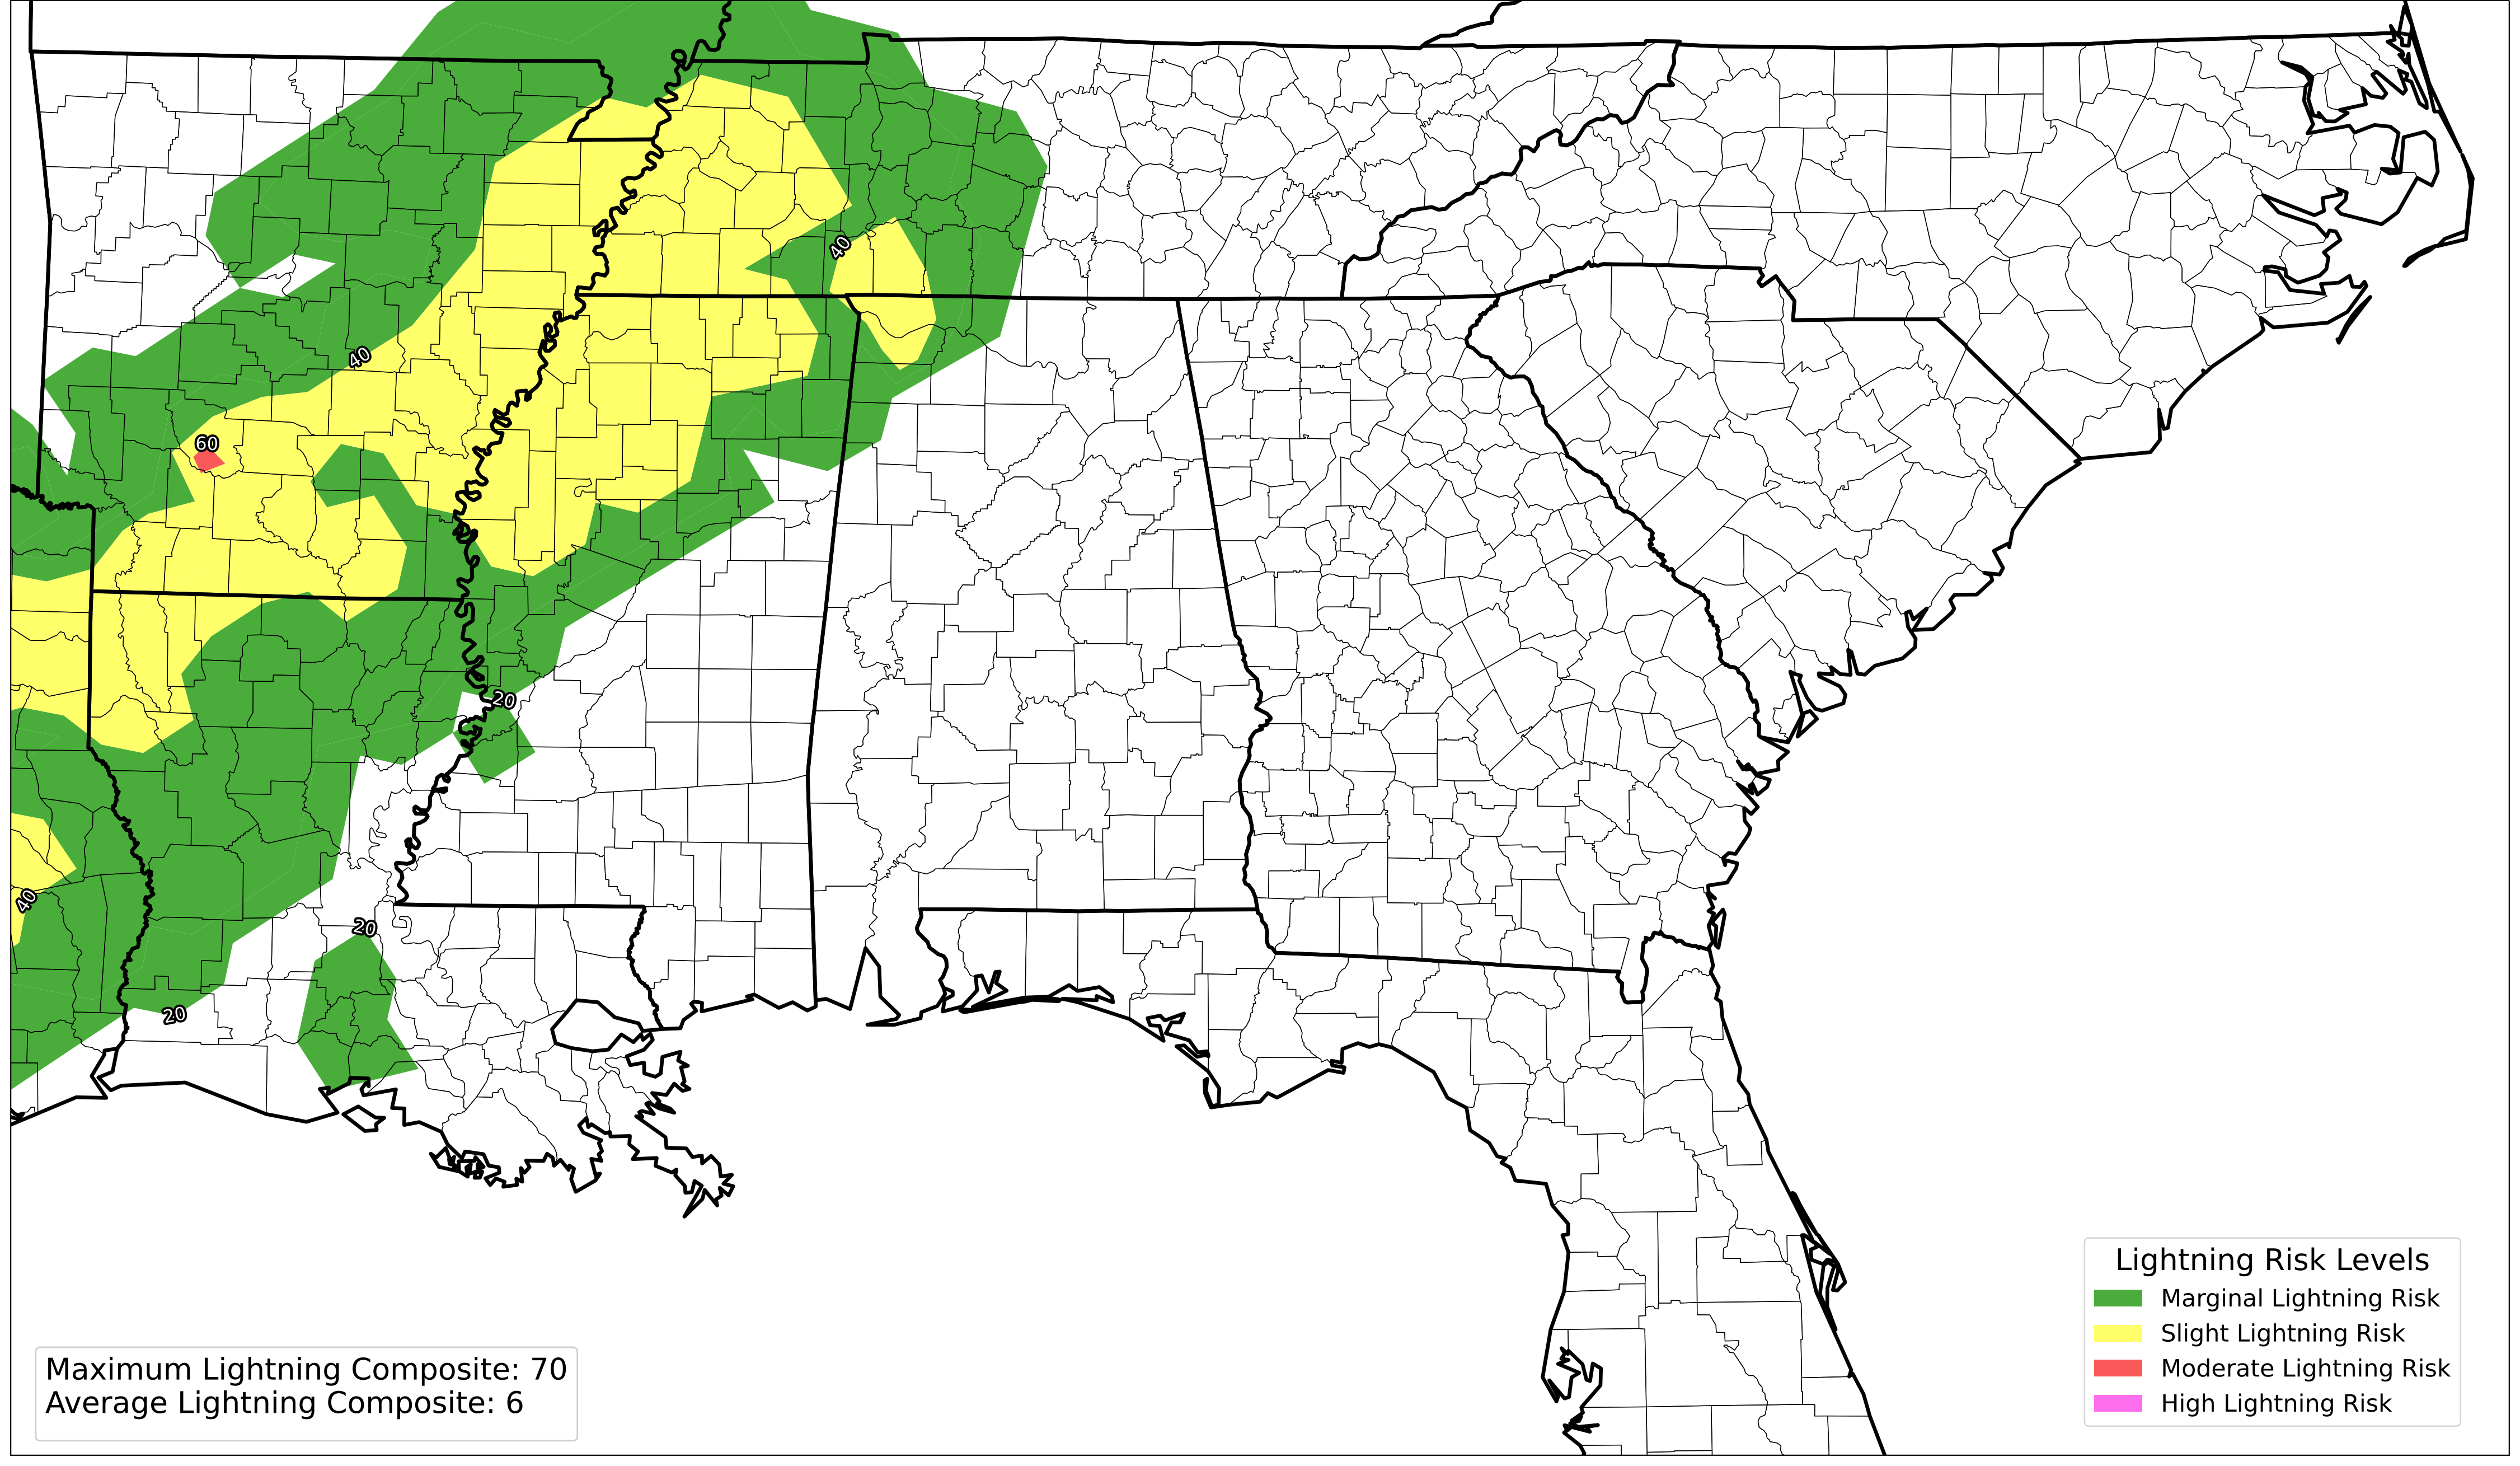 40
40
60
20
40
20
20
Lightning Risk Levels
Marginal Lightning Risk
Slight Lightning Risk
Moderate Lightning Risk
High Lightning Risk
Maximum Lightning Composite: 70
Average Lightning Composite: 6